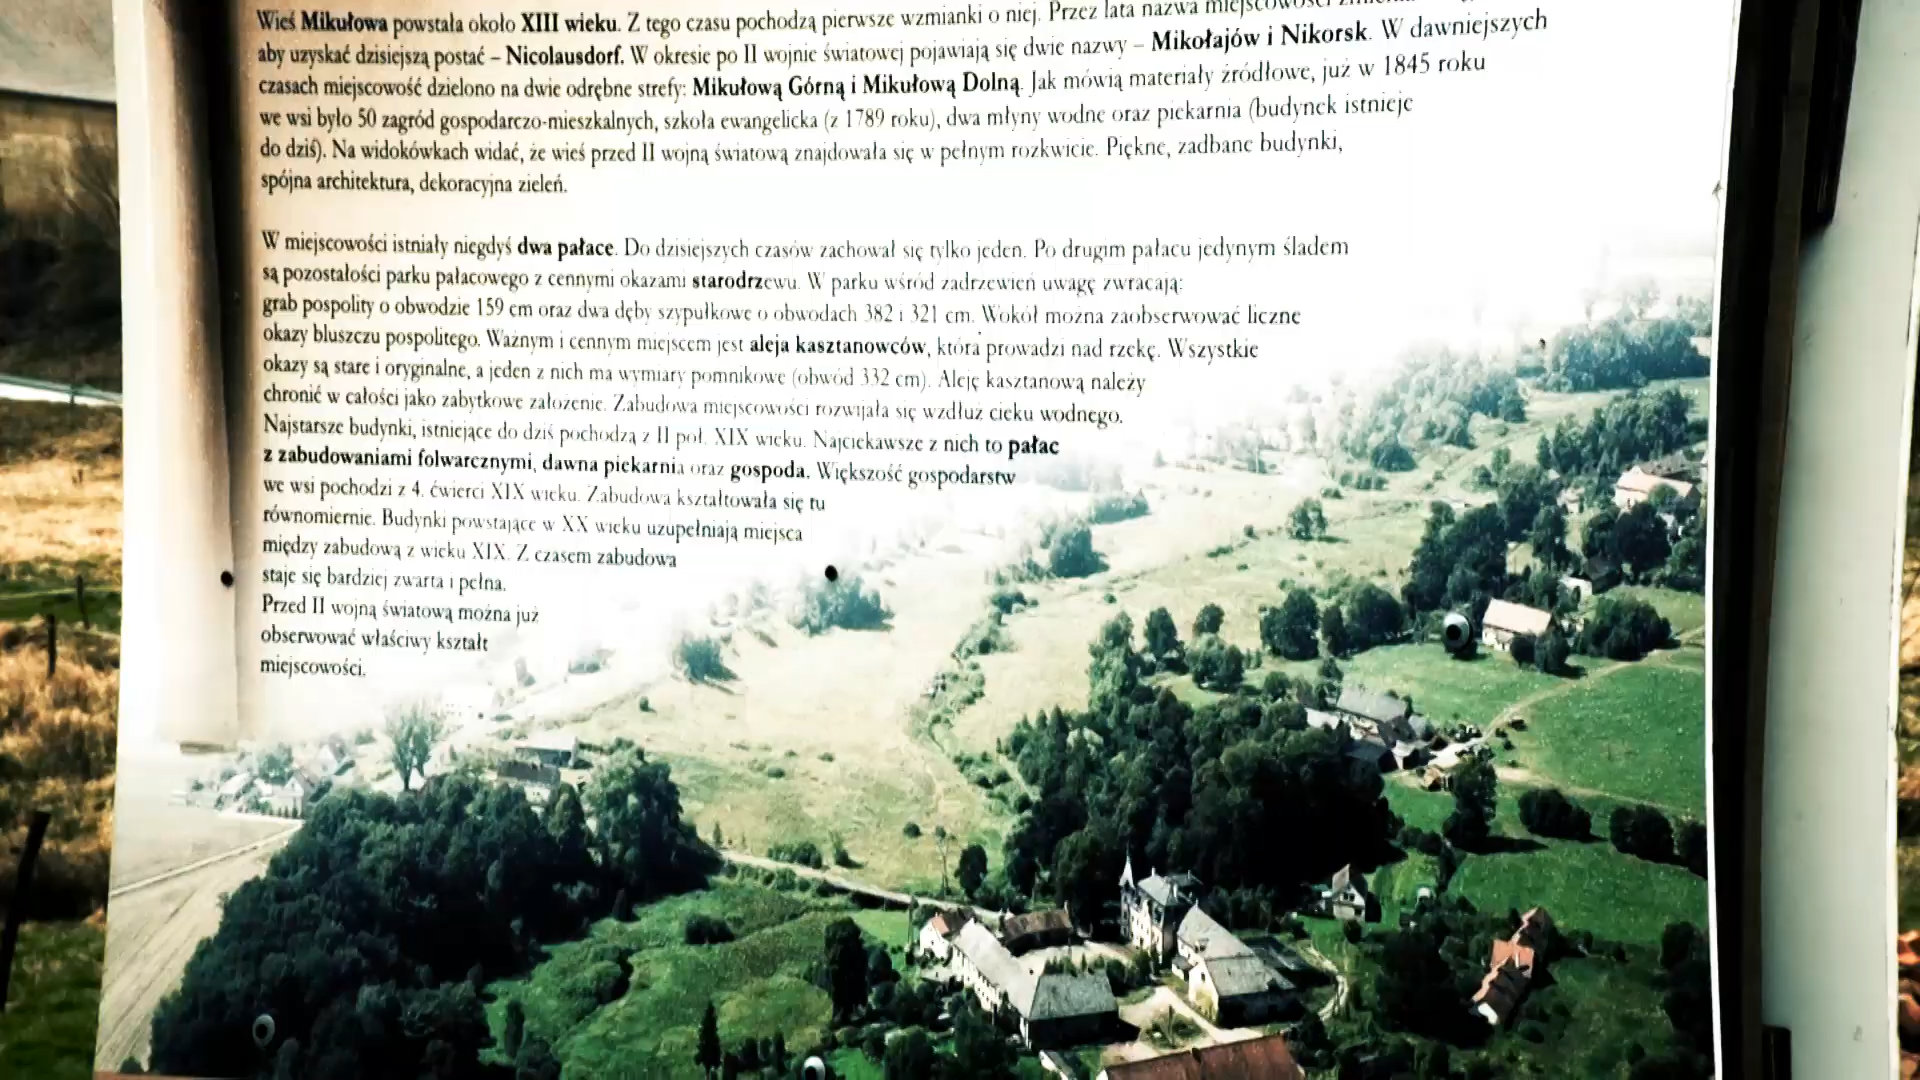 Wieś Mikułowa powstała około XIII wieku. Z tego czasu pochodzą pierwsze wzmianki o niej. Przez lata nazwa miejscowości
aby uzyskać dzisiejszą postać – Nicolausdorf. W okresie po II wojnie światowej pojawiają się dwie nazwy – Mikołajów i Nikorsk. W dawniejszych
czasach miejscowość dzielono na dwie odrębne strefy: Mikułową Górną i Mikułową Dolną. Jak mówią materiały źródłowe, już w 1845 roku
we wsi było 50 zagród gospodarczo-mieszkalnych, szkoła ewangelicka (z 1789 roku), dwa młyny wodne oraz piekarnia (budynek istnieje
do dziś). Na widokówkach widać, że wieś przed II wojną światową znajdowała się w pełnym rozkwicie. Piękne, zadbane budynki,
spójna architektura, dekoracyjna zieleń.
W miejscowości istniały niegdyś dwa pałace. Do dzisiejszych czasów zachował się tylko jeden. Po drugim pałacu jedynym śladem
są pozostałości parku pałacowego z cennymi okazami starodrzewu. W parku wśród zadrzewień uwagę zwracają:
grab pospolity o obwodzie 159 cm oraz dwa dęby szypułkowe o obwodach 382 i 321 cm. Wokół można zaobserwować liczne
okazy bluszczu pospolitego. Ważnym i cennym miejscem jest aleja kasztanowców, która prowadzi nad rzekę. Wszystkie
okazy są stare i oryginalne, a jeden z nich ma wymiary pomnikowe (obwód 332 cm). Aleję kasztanową należy
chronić w całości jako zabytkowe założenie. Zabudowa miejscowości rozwijała się wzdłuż cieku wodnego.
Najstarsze budynki, istniejące do dziś pochodzą z II poł. XIX wieku. Najciekawsze z nich to pałac
z zabudowaniami folwarcznymi, dawna piekarnia oraz gospoda. Większość gospodarstw
we wsi pochodzi z 4. ćwierci XIX wieku. Zabudowa kształtowała się tu
równomiernie. Budynki powstające w XX wieku uzupełniają miejsca
między zabudową z wieku XIX. Z czasem zabudowa
staje się bardziej zwarta i pełna.
Przed II wojną światową można już
obserwować właściwy kształt
miejscowości.